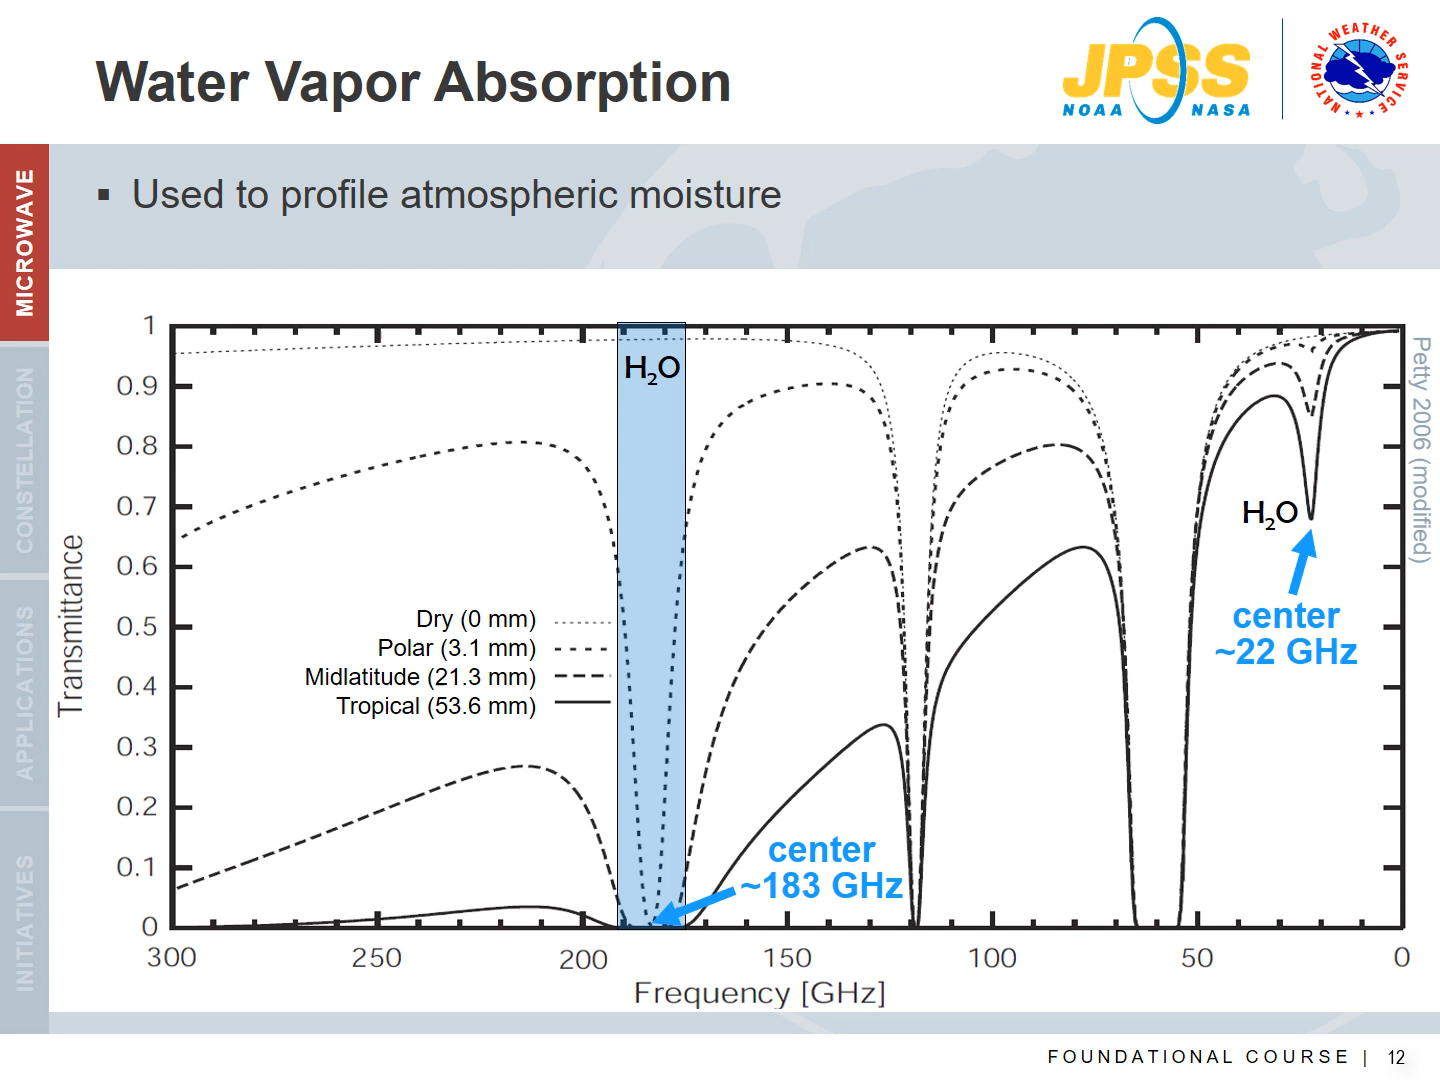 Water Vapor Absorption
JPSS
NOAA NASA
NATIONAL WEATHER SERVICE
MICROWAVE
CONSTELLATION
APPLICATIONS
INITIATIVES
▪ Used to profile atmospheric moisture
1
0.9
0.8
0.7
0.6
0.5
0.4
0.3
0.2
0.1
0
Transmittance
H₂O
Dry (0 mm)
Polar (3.1 mm)
Midlatitude (21.3 mm)
Tropical (53.6 mm)
center
~183 GHz
H₂O
center
~22 GHz
Petty 2006 (modified)
300 250 200 150 100 50 0
Frequency [GHz]
FOUNDATIONAL COURSE | 12